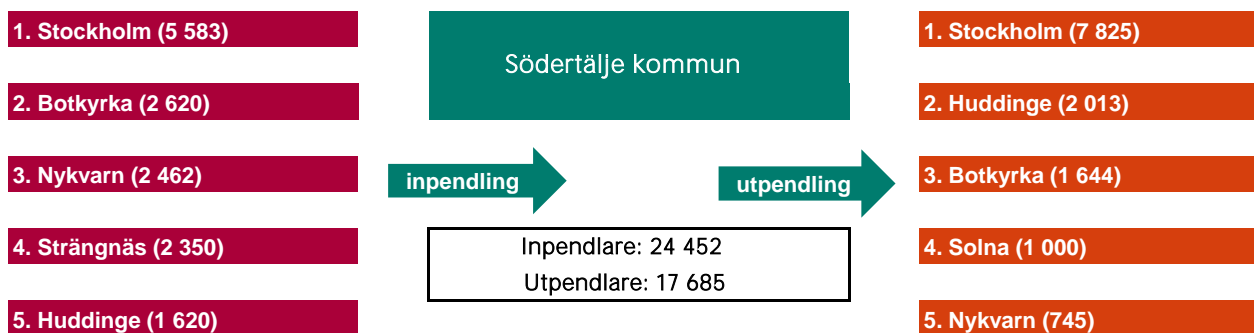 1. Stockholm (5 583)
2. Botkyrka (2 620)
3. Nykvarn (2 462)
4. Strängnäs (2 350)
5. Huddinge (1 620)
Södertälje kommun
inpendling
utpendling
Inpendlare: 24 452
Utpendlare: 17 685
1. Stockholm (7 825)
2. Huddinge (2 013)
3. Botkyrka (1 644)
4. Solna (1 000)
5. Nykvarn (745)